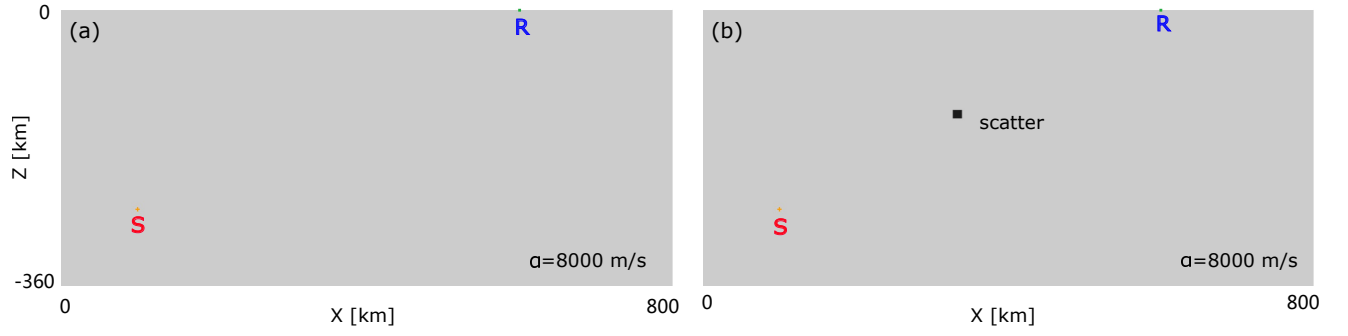 0
(a)
R
Z [km]
S
α=8000 m/s
-360
0
X [km]
800
(b)
R
scatter
S
α=8000 m/s
0
X [km]
800